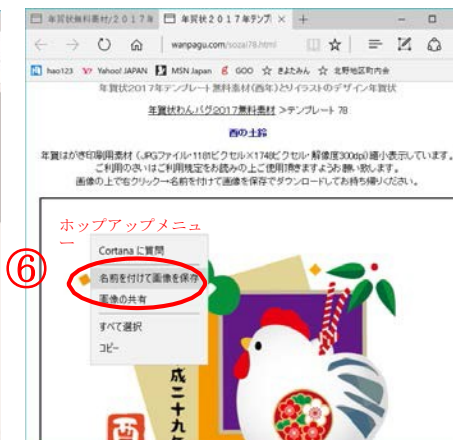 年賀状無料素材/2017年
年賀状2017年テンプ
wanpagu.com/sozai78.html
hao123 Yahoo! JAPAN MSN Japan GOO きよたみん 北野地区町内会
年賀状2017年テンプレート無料素材(酉年)とりイラストのデザイン年賀状
年賀状わんパグ2017無料素材 >テンプレート 78
酉の土鈴
年賀はがき印刷用素材 (JPGファイル・1181ピクセル×1748ピクセル・解像度300dpi)縮小表示しています。
ご利用のさいはご利用規定をお読みの上ご使用頂きますようお願い致します。
画像の上で右クリック→名前を付けて画像を保存でダウンロードしてお持ち帰りください。
ホップアップメニュ
ー
⑥
Cortana に質問
名前を付けて画像を保存
画像の共有
すべて選択
コピー
成二十九年
酉